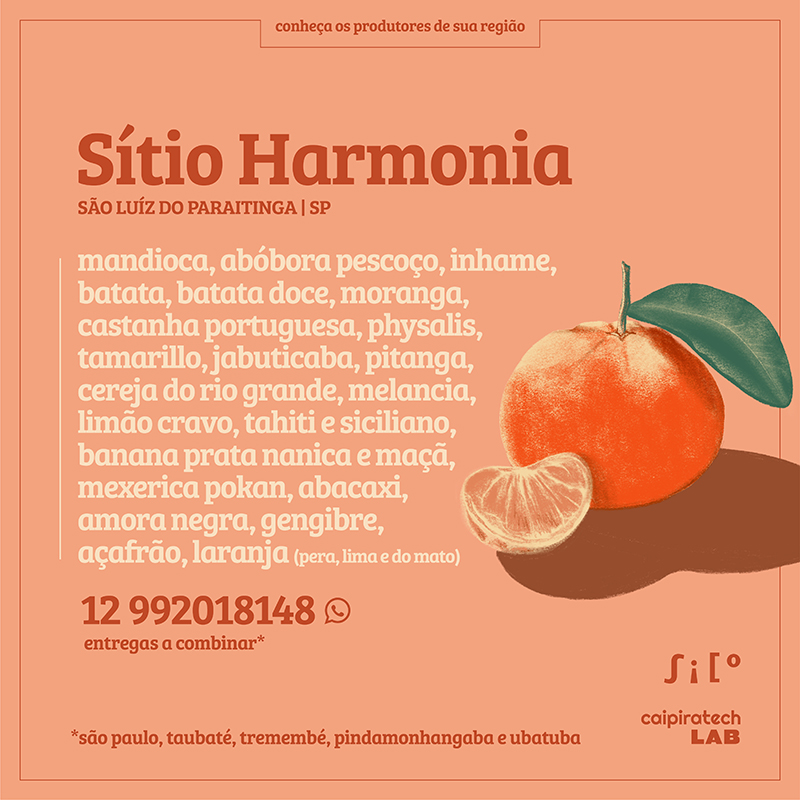 conheça os produtores de sua região
Sítio Harmonia
SÃO LUÍZ DO PARAITINGA | SP
mandioca, abóbora pescoço, inhame,
batata, batata doce, moranga,
castanha portuguesa, physalis,
tamarillo, jabuticaba, pitanga,
cereja do rio grande, melancia,
limão cravo, tahiti e siciliano,
banana prata nanica e maçã,
mexerica pokan, abacaxi,
amora negra, gengibre,
açafrão, laranja (pera, lima e do mato)
12 992018148
entregas a combinar*
caipiratech
LAB
*são paulo, taubaté, tremembé, pindamonhangaba e ubatuba